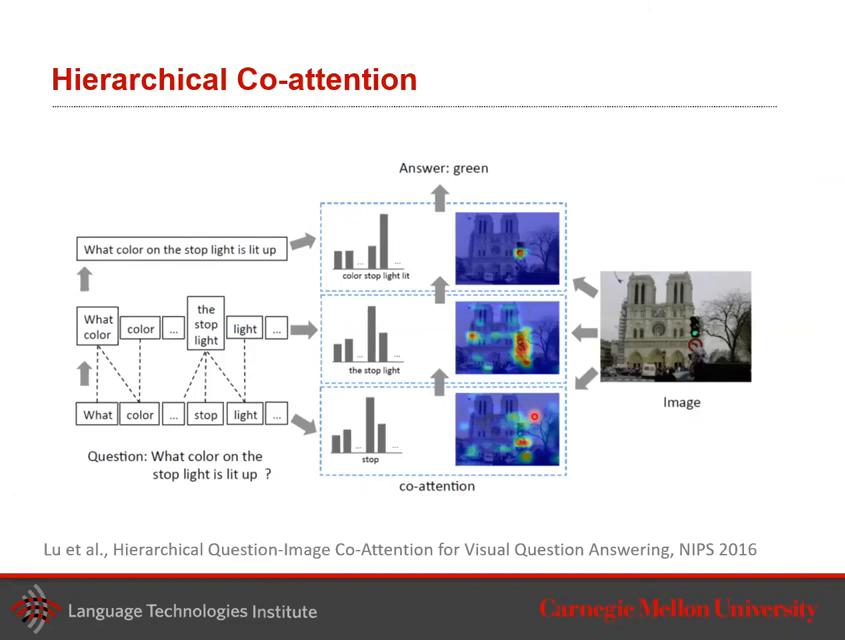 Hierarchical Co-attention
Answer: green
What color on the stop light is lit up
... ...
color stop light lit
What color
color
...
the stop light
light
...
... ...
the stop light
What
color
...
stop
light
...
... ...
stop
Question: What color on the
stop light is lit up ?
co-attention
Image
Lu et al., Hierarchical Question-Image Co-Attention for Visual Question Answering, NIPS 2016
Language Technologies Institute
Carnegie Mellon University